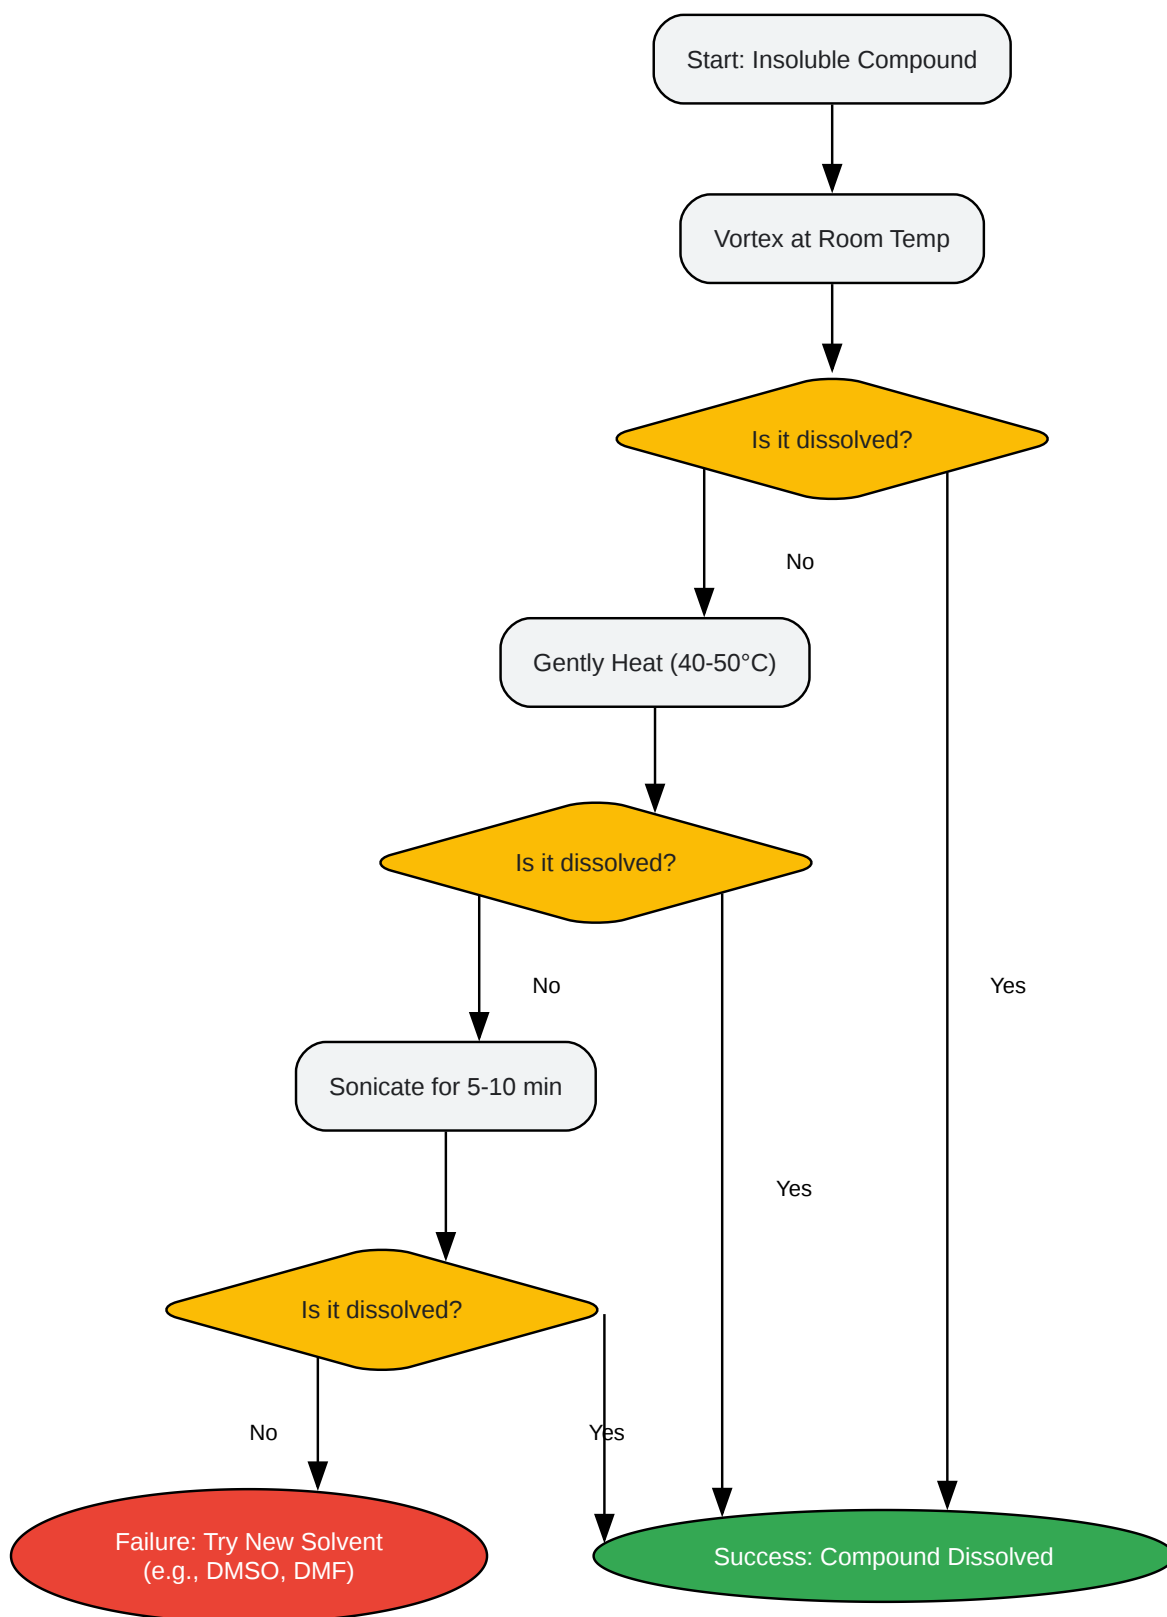 Start: Insoluble Compound
Vortex at Room Temp
Is it dissolved?
No
Gently Heat (40-50°C)
Is it dissolved?
No
Yes
Sonicate for 5-10 min
Yes
Is it dissolved?
No
Yes
Failure: Try New Solvent
(e.g., DMSO, DMF)
Success: Compound Dissolved